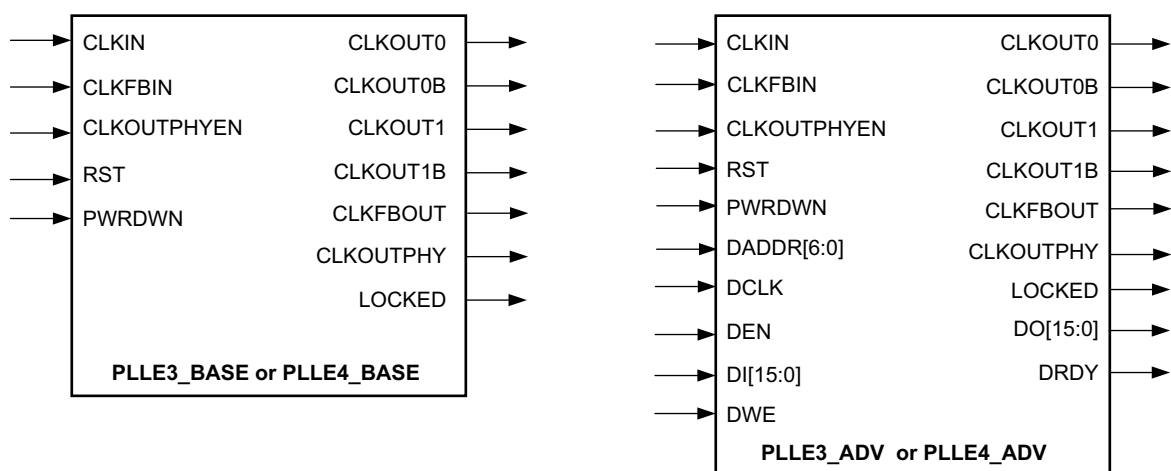 CLKIN
CLKFBIN
CLKOUTPHYEN
RST
PWRDWN
CLKOUT0
CLKOUT0B
CLKOUT1
CLKOUT1B
CLKFBOUT
CLKOUTPHY
LOCKED
PLLE3_BASE or PLLE4_BASE
CLKIN
CLKFBIN
CLKOUTPHYEN
RST
PWRDWN
DADDR[6:0]
DCLK
DEN
DI[15:0]
DWE
CLKOUT0
CLKOUT0B
CLKOUT1
CLKOUT1B
CLKFBOUT
CLKOUTPHY
LOCKED
DO[15:0]
DRDY
PLLE3_ADV or PLLE4_ADV